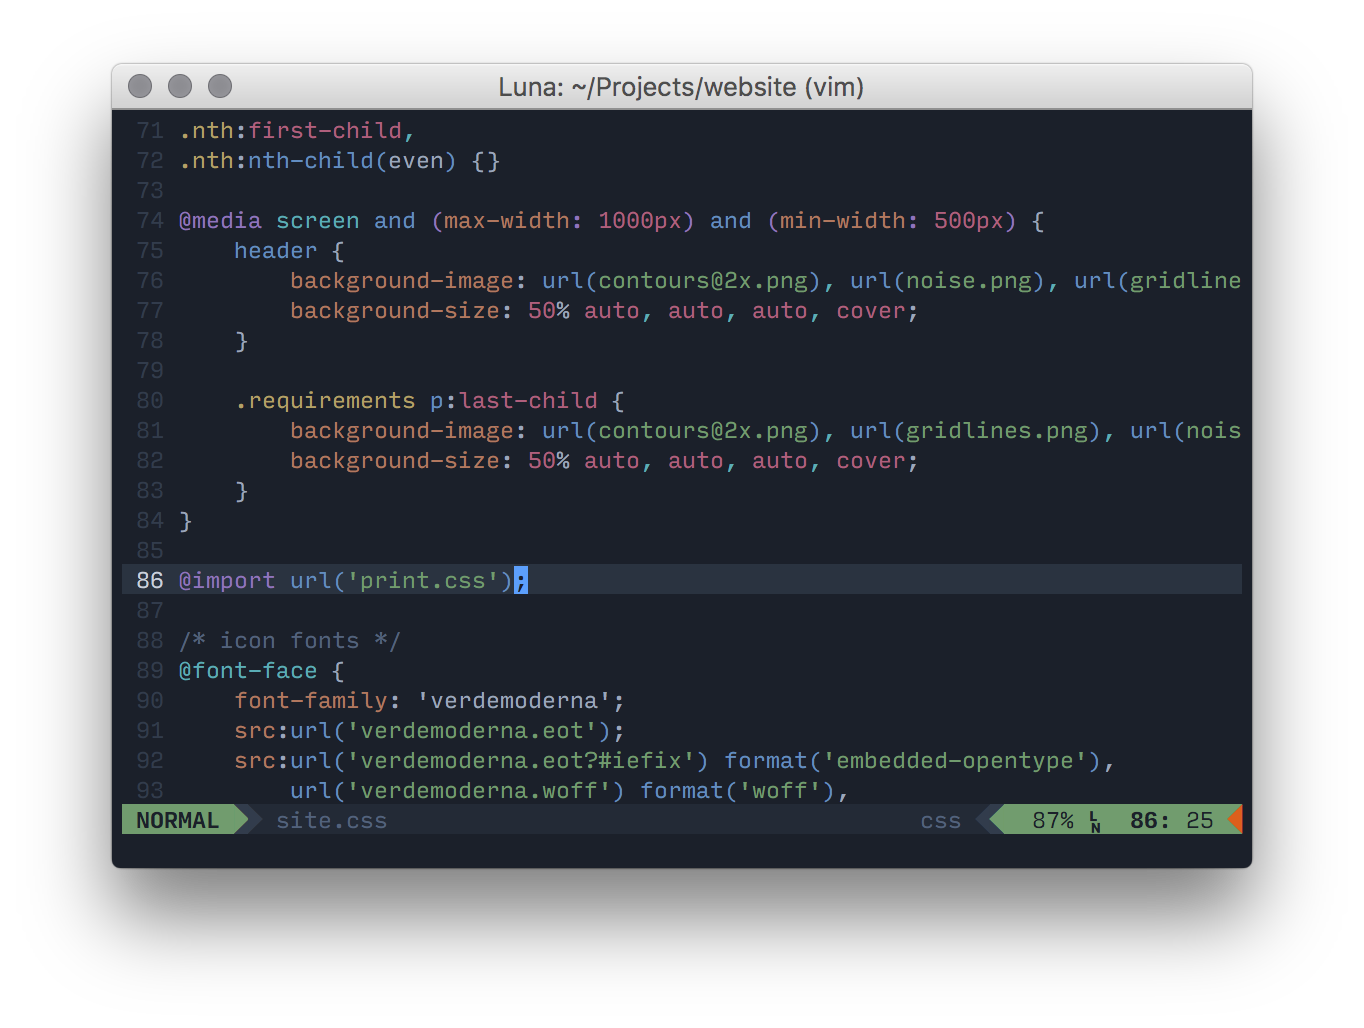 Luna: ~/Projects/website (vim)
71 .nth:first-child,
72 .nth:nth-child(even) {}
73
74 @media screen and (max-width: 1000px) and (min-width: 500px) {
75     header {
76         background-image: url(contours@2x.png), url(noise.png), url(gridline
77         background-size: 50% auto, auto, auto, cover;
78     }
79
80     .requirements p:last-child {
81         background-image: url(contours@2x.png), url(gridlines.png), url(nois
82         background-size: 50% auto, auto, auto, cover;
83     }
84 }
85
86 @import url('print.css');
87
88 /* icon fonts */
89 @font-face {
90     font-family: 'verdemoderna';
91     src:url('verdemoderna.eot');
92     src:url('verdemoderna.eot?#iefix') format('embedded-opentype'),
93         url('verdemoderna.woff') format('woff'),
NORMAL site.css css 87% LN 86: 25